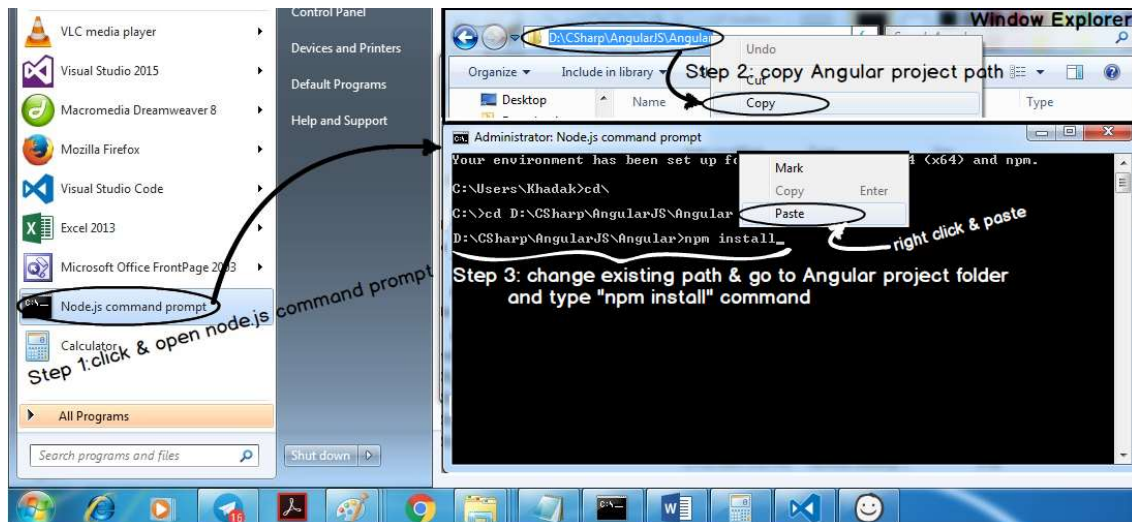 VLC media player
Visual Studio 2015
Macromedia Dreamweaver 8
Mozilla Firefox
Visual Studio Code
Excel 2013
Microsoft Office FrontPage 2003
Node.js command prompt
Calculator
Step 1:click & open node.js command prompt
All Programs
Search programs and files
Control Panel
Devices and Printers
Default Programs
Help and Support
Shut down
Window Explorer
D:\CSharp\AngularJS\Angular
Undo
Organize
Include in library
Step 2: copy Angular project path
Cut
Desktop
Name
Copy
Type
Administrator: Node.js command prompt
Your environment has been set up fo 4 (x64) and npm.
Mark
C:\Users\Khadak>cd\
Copy Enter
C:\>cd D:\CSharp\AngularJS\Angular
Paste
D:\CSharp\AngularJS\Angular>npm install_
right click & paste
Step 3: change existing path & go to Angular project folder
and type "npm install" command
16